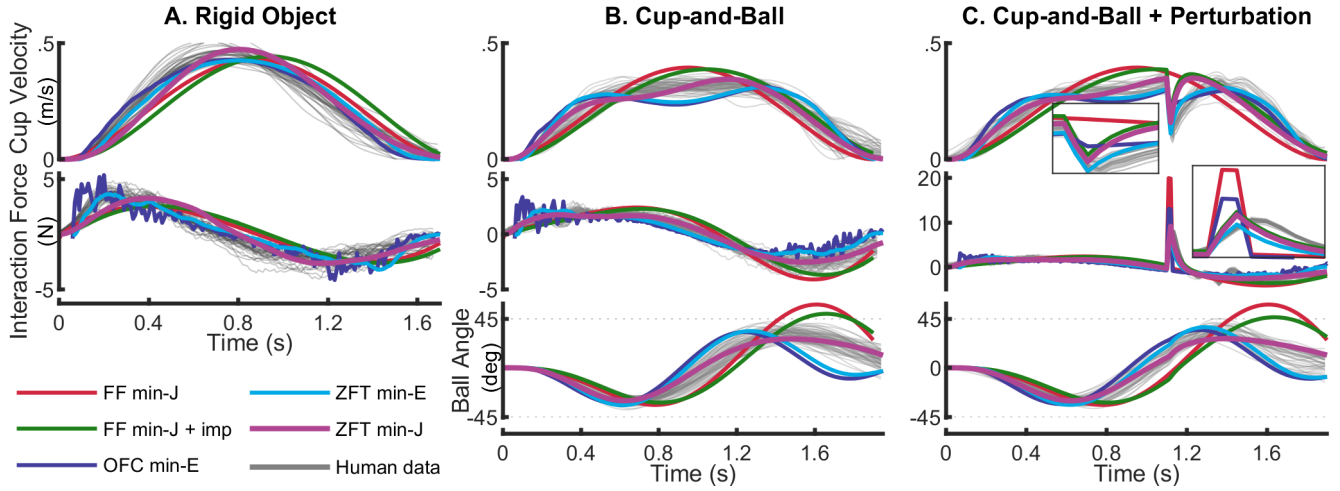 A. Rigid Object
B. Cup-and-Ball
C. Cup-and-Ball + Perturbation
Cup Velocity
(m/s)
.5
0
.5
0
.5
0
Interaction Force
(N)
5
0
-5
5
0
-5
20
10
0
0 0.4 0.8 1.2 1.6
Time (s)
Ball Angle
(deg)
45
0
-45
45
0
-45
0 0.4 0.8 1.2 1.6
Time (s)
0 0.4 0.8 1.2 1.6
Time (s)
FF min-J
FF min-J + imp
OFC min-E
ZFT min-E
ZFT min-J
Human data